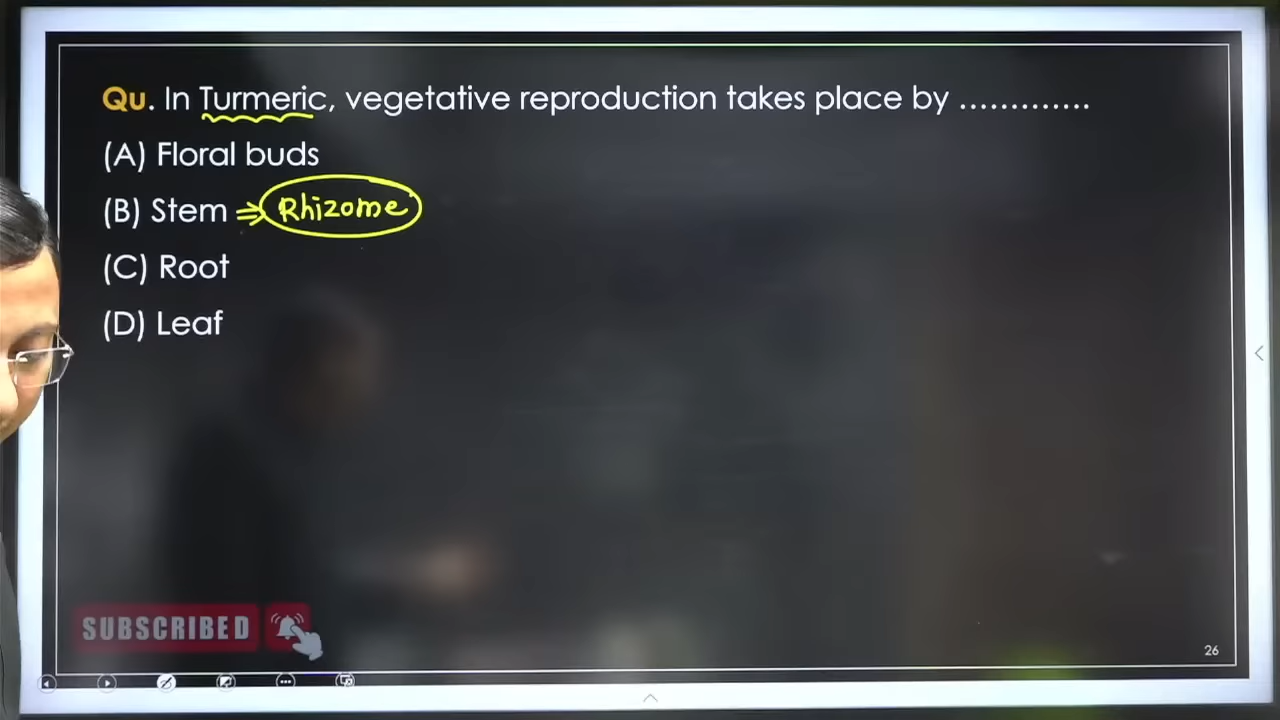 Qu. In Turmeric, vegetative reproduction takes place by .............
(A) Floral buds
(B) Stem ⇒ Rhizome
(C) Root
(D) Leaf
SUBSCRIBED
26